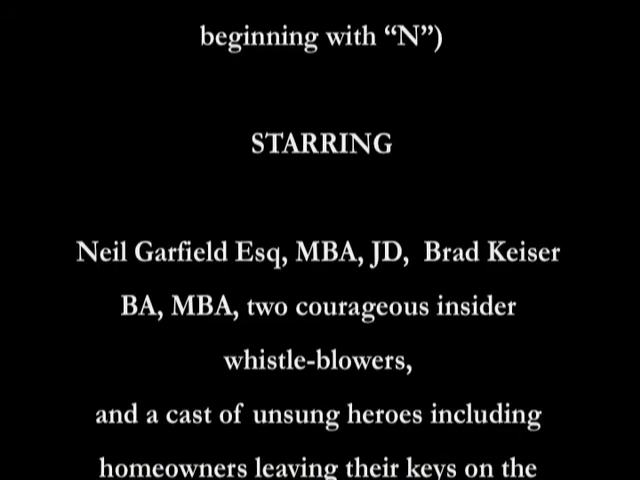 beginning with “N”)
STARRING
Neil Garfield Esq, MBA, JD,  Brad Keiser
BA, MBA, two courageous insider
whistle-blowers,
and a cast of unsung heroes including
homeowners leaving their keys on the